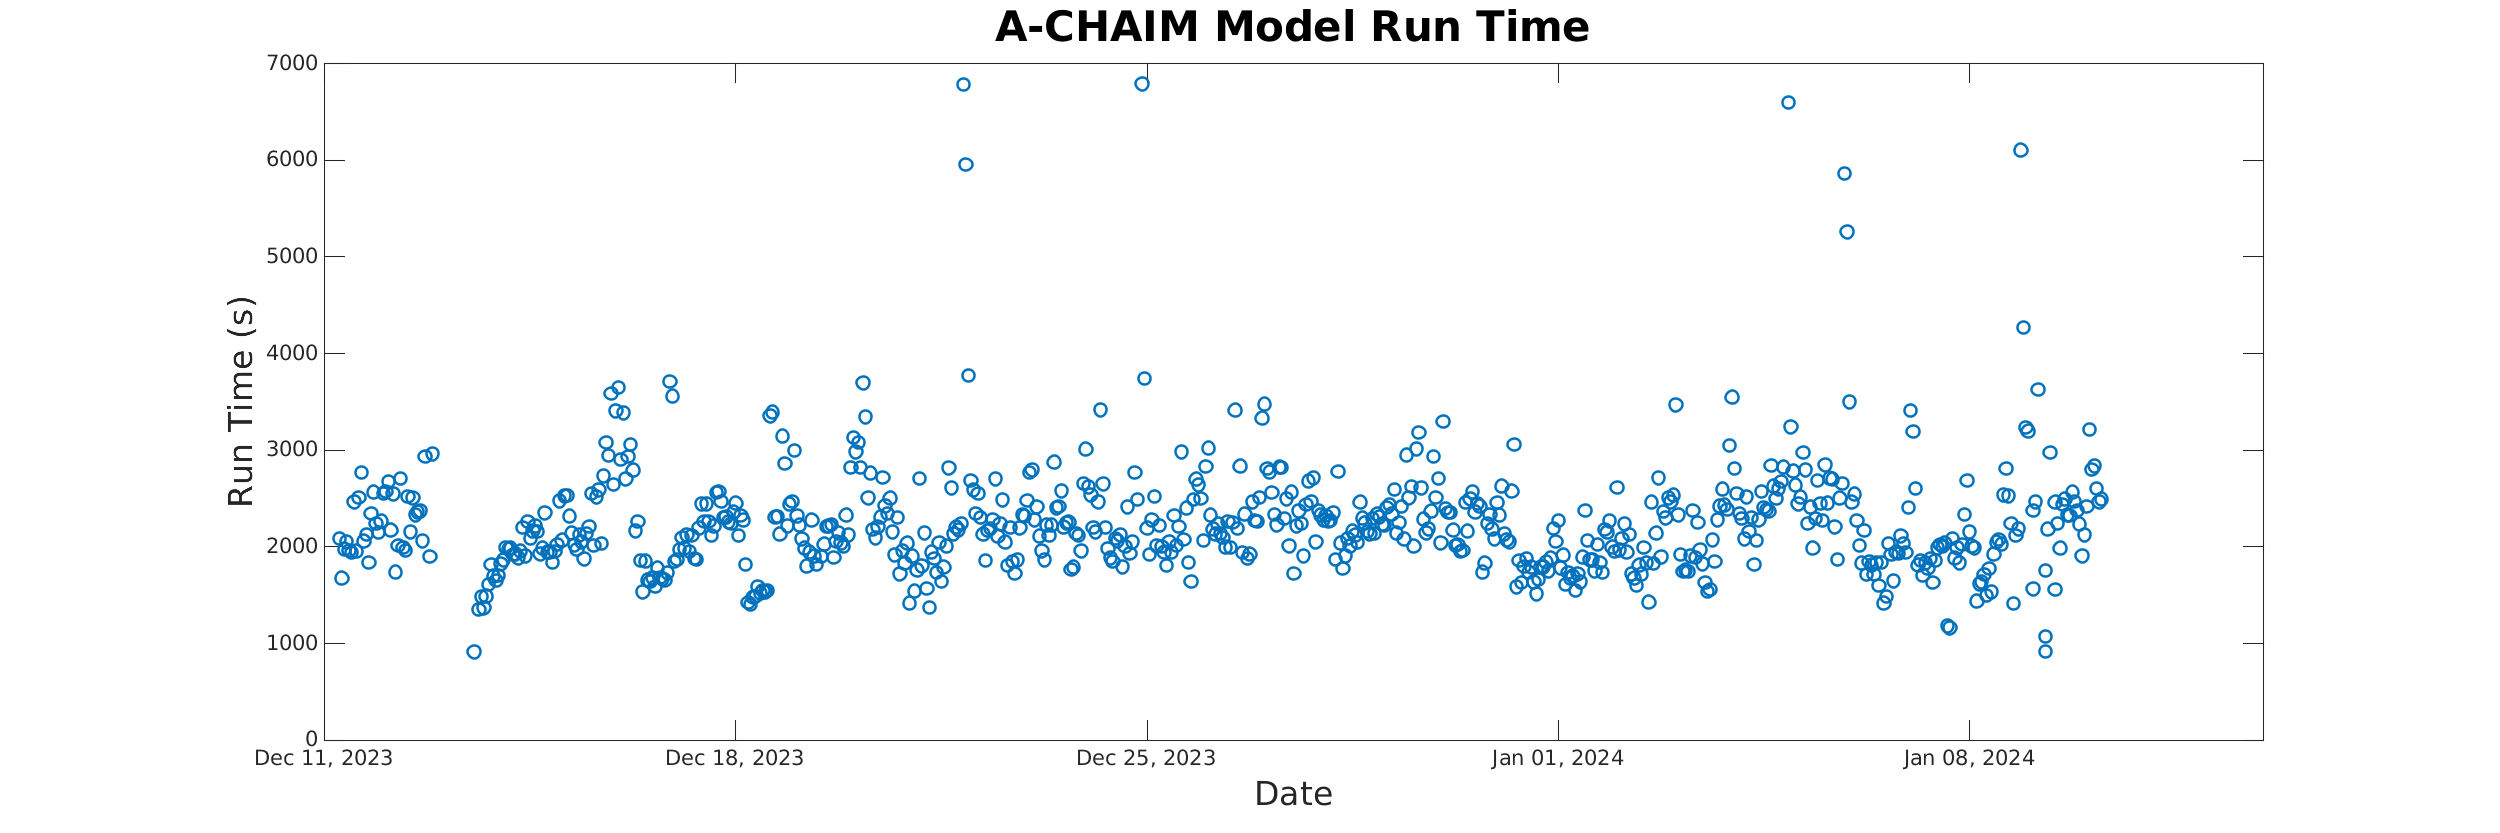 A-CHAIM Model Run Time
7000
6000
5000
4000
3000
2000
1000
0
Run Time (s)
Dec 11, 2023 Dec 18, 2023 Dec 25, 2023 Jan 01, 2024 Jan 08, 2024
Date